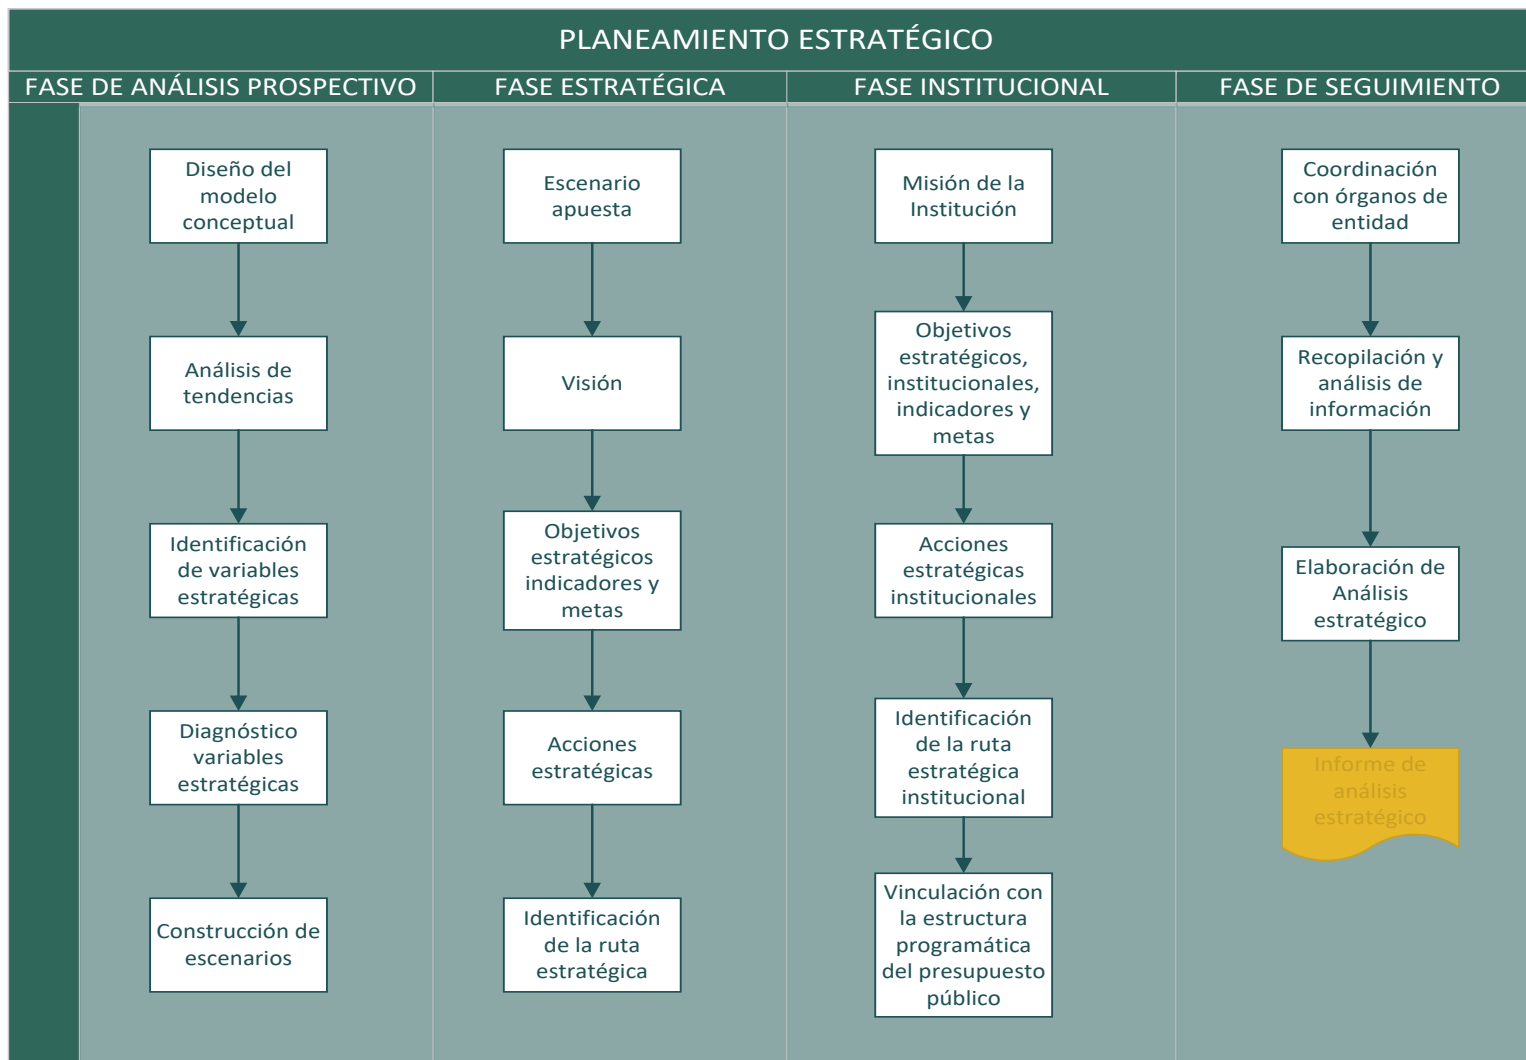 PLANEAMIENTO ESTRATÉGICO
FASE DE ANÁLISIS PROSPECTIVO
FASE ESTRATÉGICA
FASE INSTITUCIONAL
FASE DE SEGUIMIENTO
Diseño del
modelo
conceptual
Análisis de
tendencias
Identificación
de variables
estratégicas
Diagnóstico
variables
estratégicas
Construcción de
escenarios
Escenario
apuesta
Visión
Objetivos
estratégicos
indicadores y
metas
Acciones
estratégicas
Identificación
de la ruta
estratégica
Misión de la
Institución
Objetivos
estratégicos,
institucionales,
indicadores y
metas
Acciones
estratégicas
institucionales
Identificación
de la ruta
estratégica
institucional
Vinculación con
la estructura
programática
del presupuesto
público
Coordinación
con órganos de
entidad
Recopilación y
análisis de
información
Elaboración de
Análisis
estratégico
Informe de
análisis
estratégico